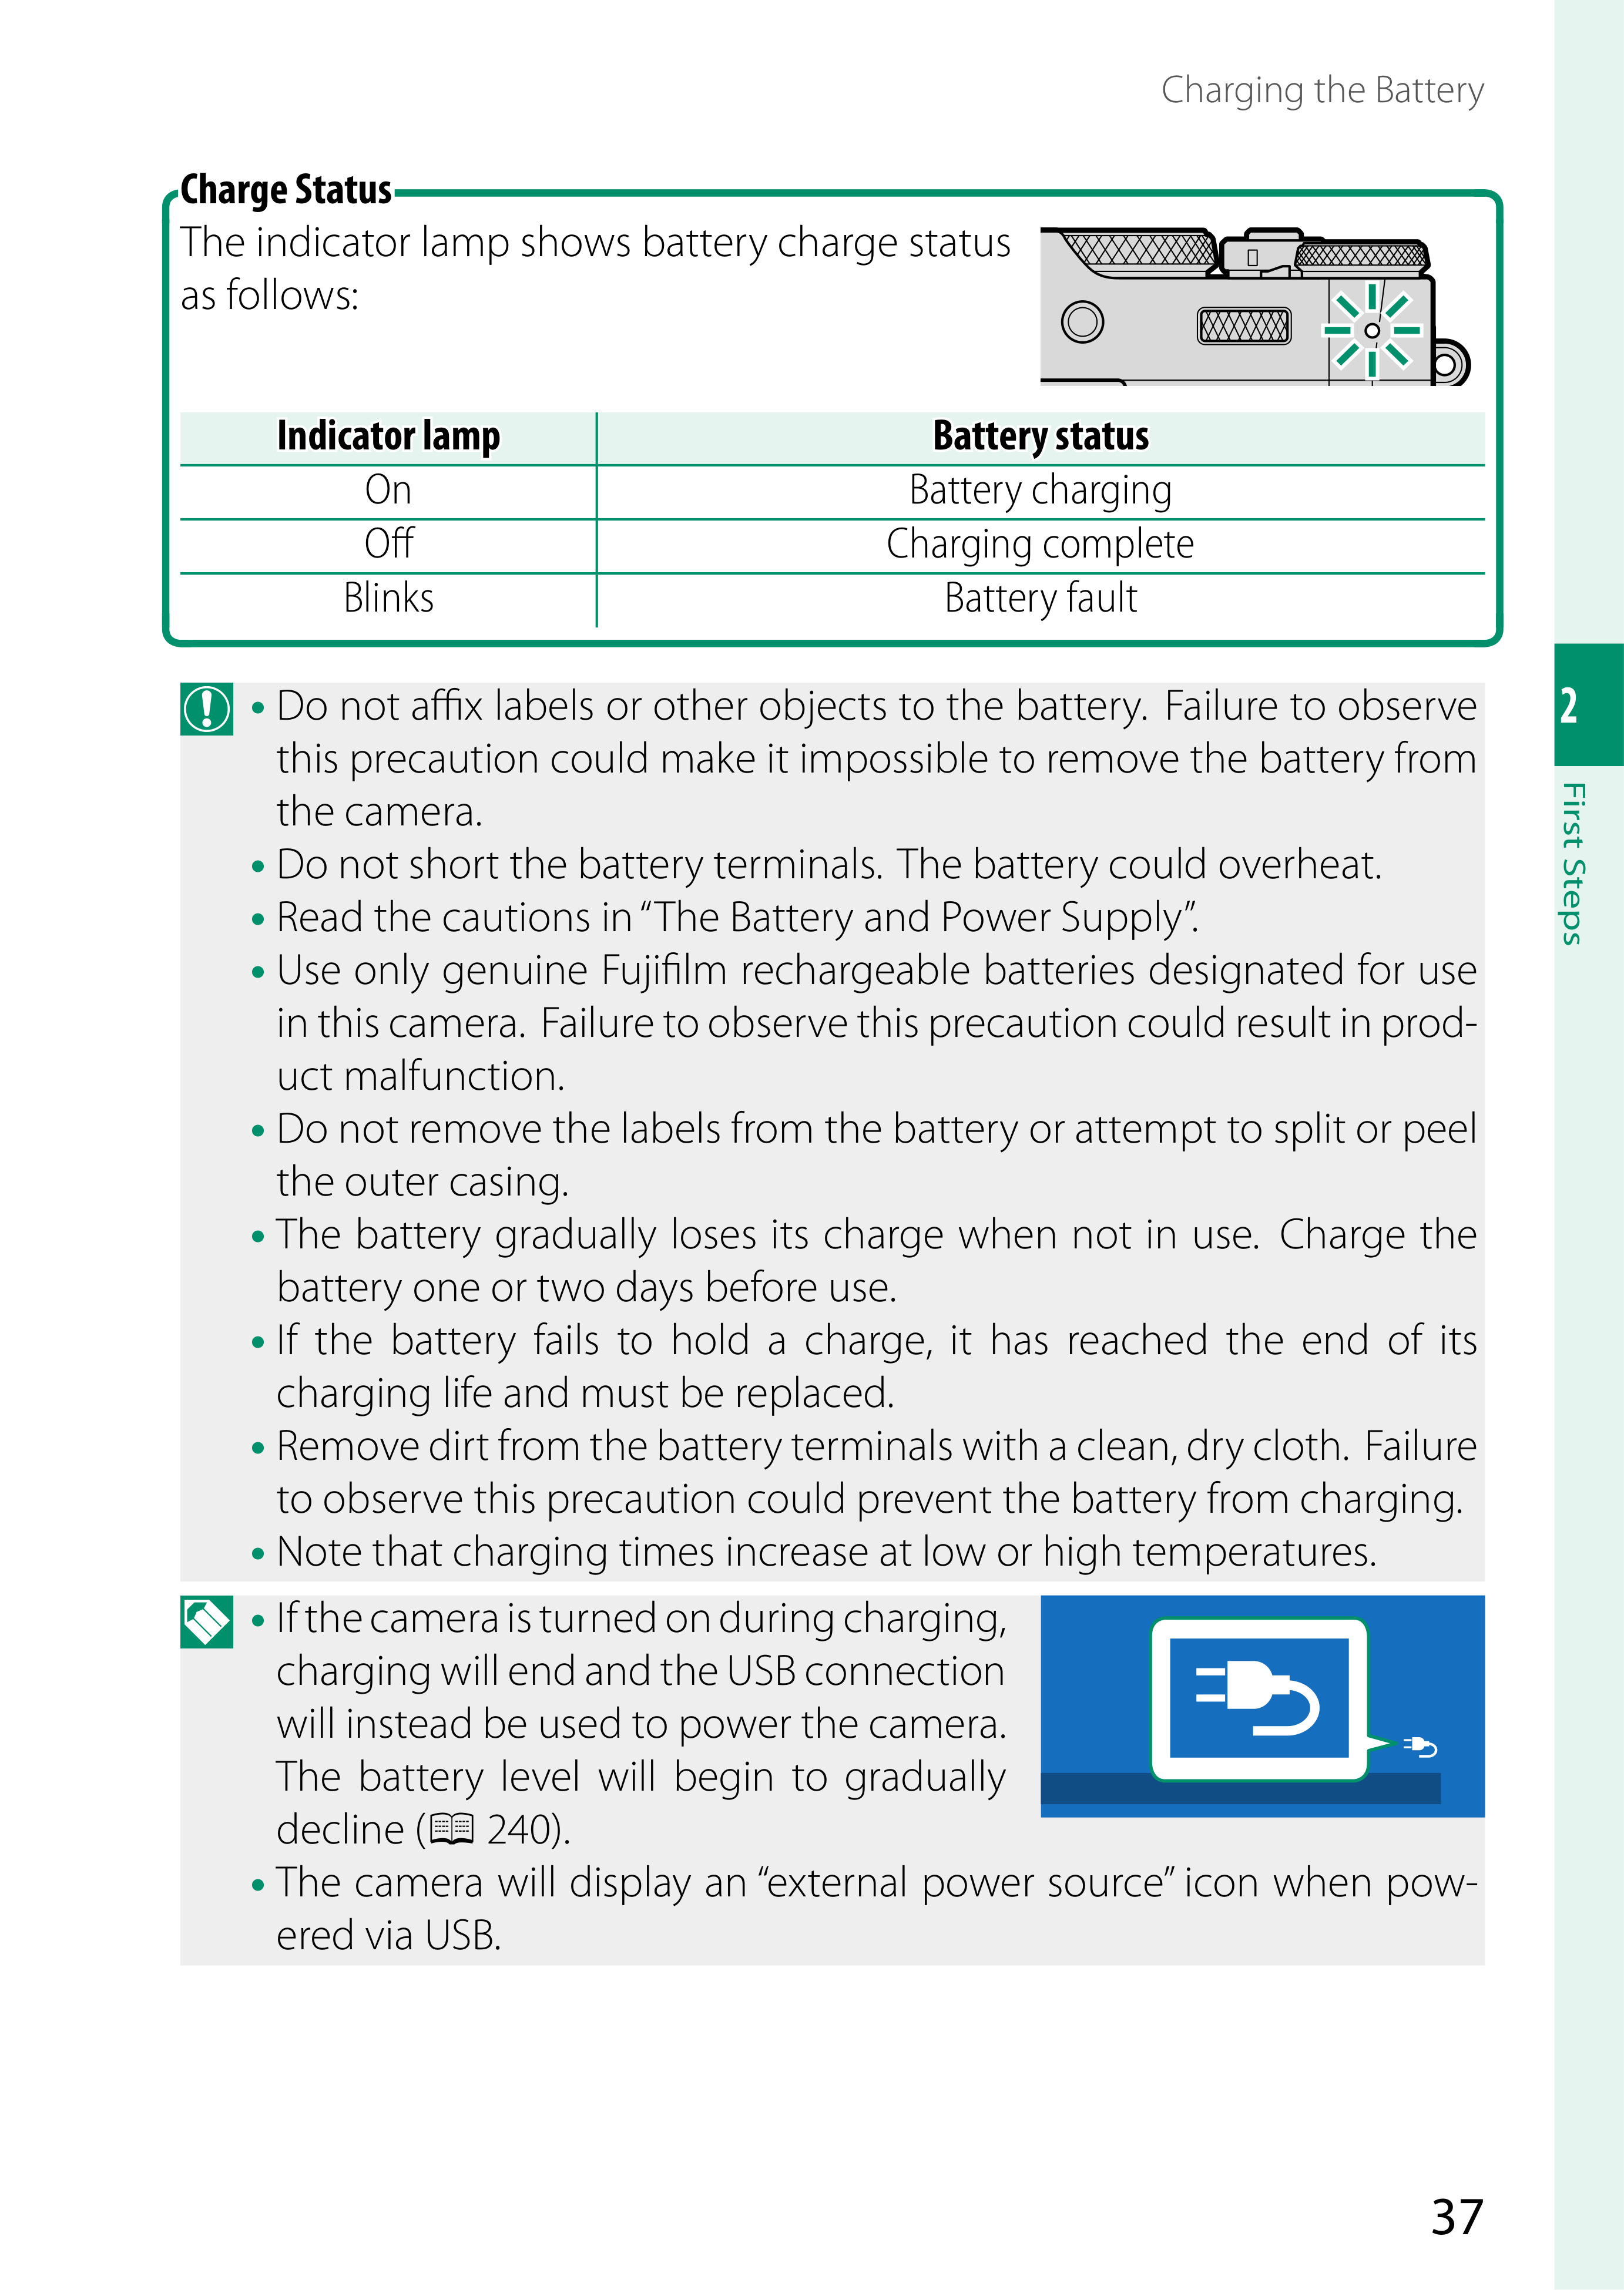 Charging the Battery
Charge Status
The indicator lamp shows battery charge status
as follows:
Indicator lamp Battery status
On Battery charging
Off Charging complete
Blinks Battery fault
• Do not affix labels or other objects to the battery. Failure to observe
this precaution could make it impossible to remove the battery from
the camera.
• Do not short the battery terminals. The battery could overheat.
• Read the cautions in “The Battery and Power Supply”.
• Use only genuine Fujifilm rechargeable batteries designated for use
in this camera. Failure to observe this precaution could result in prod-
uct malfunction.
• Do not remove the labels from the battery or attempt to split or peel
the outer casing.
• The battery gradually loses its charge when not in use. Charge the
battery one or two days before use.
• If the battery fails to hold a charge, it has reached the end of its
charging life and must be replaced.
• Remove dirt from the battery terminals with a clean, dry cloth. Failure
to observe this precaution could prevent the battery from charging.
• Note that charging times increase at low or high temperatures.
• If the camera is turned on during charging,
charging will end and the USB connection
will instead be used to power the camera.
The battery level will begin to gradually
decline (240).
• The camera will display an “external power source” icon when pow-
ered via USB.
2
First Steps
37